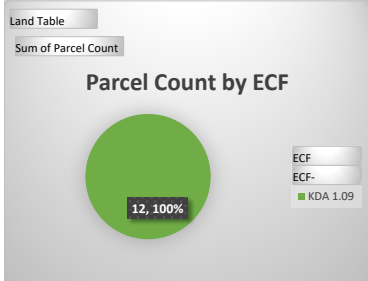 Land Table
Sum of Parcel Count
Parcel Count by ECF
12, 100%
ECF
ECF-
KDA 1.09